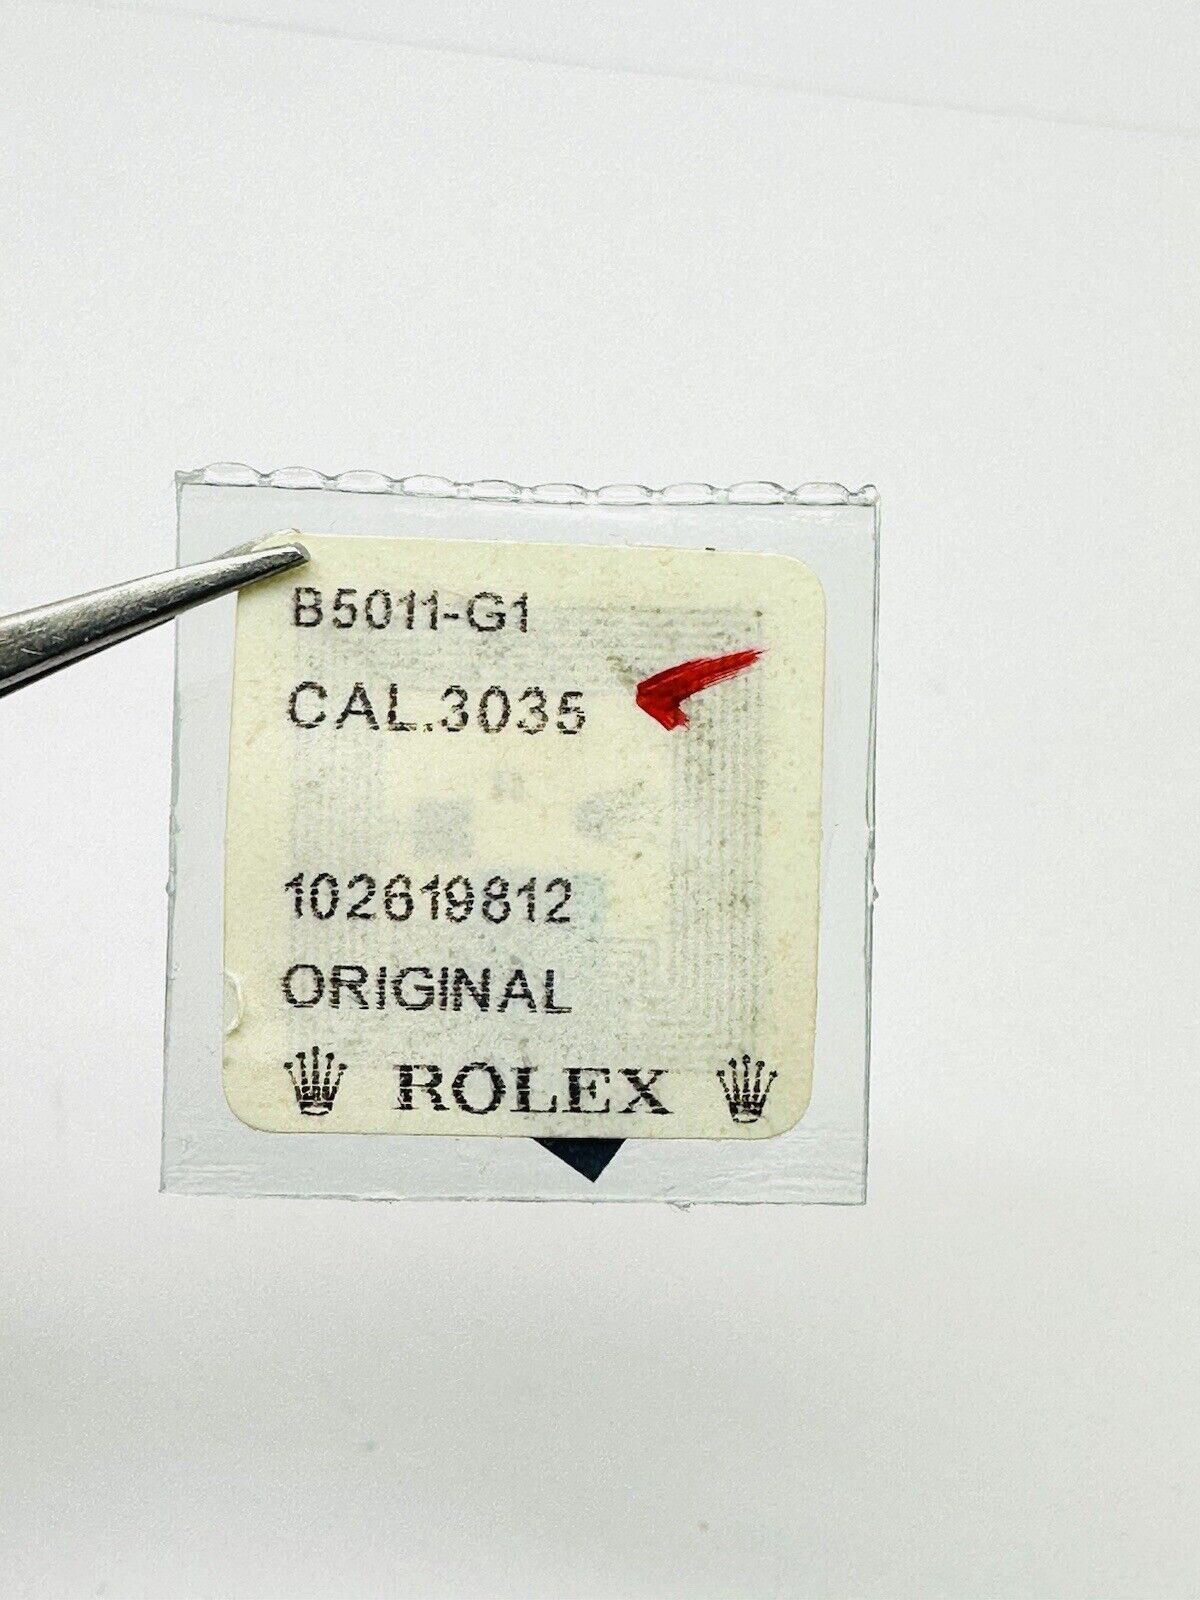 B5011-G1
CAL.3035
102619812
ORIGINAL
ROLEX